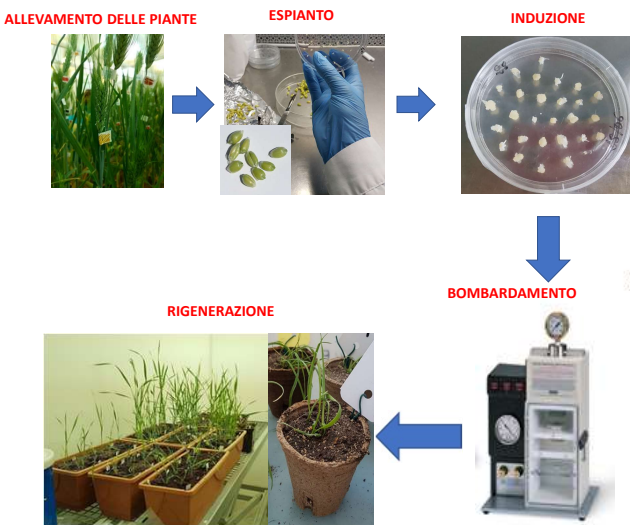 ALLEVAMENTO DELLE PIANTE
ESPIANTO
INDUZIONE
BOMBARDAMENTO
RIGENERAZIONE